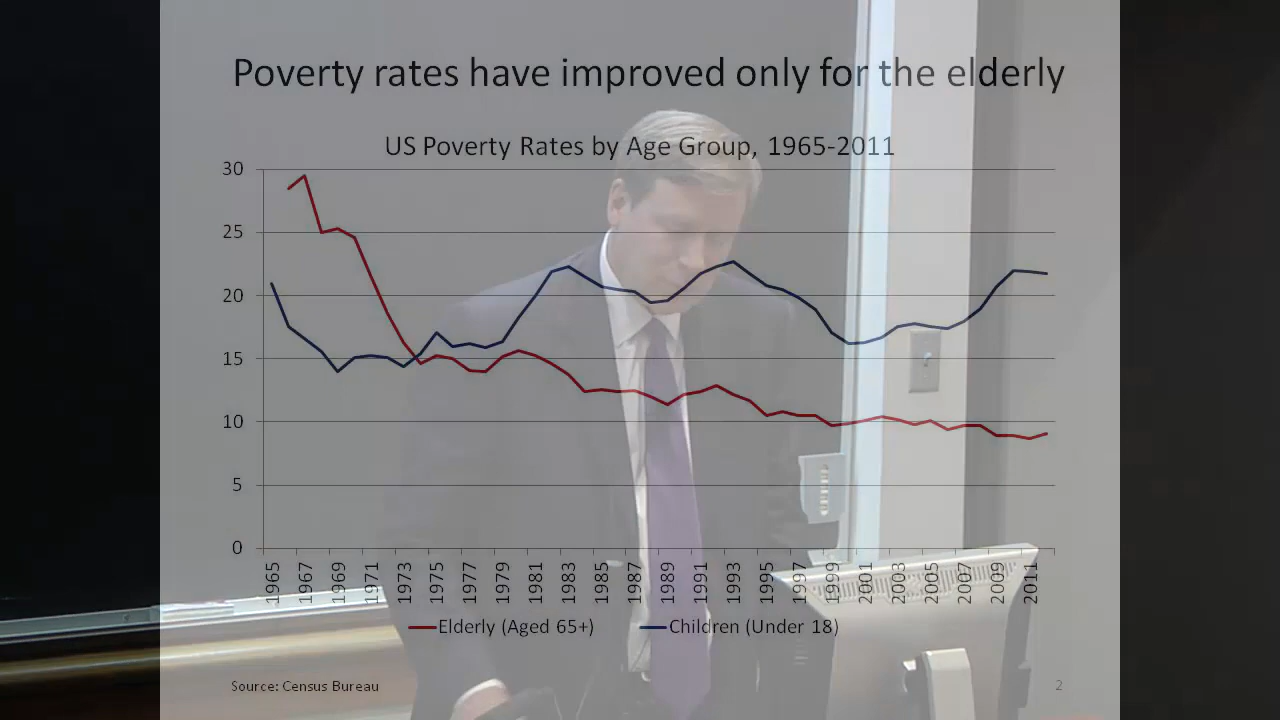 Poverty rates have improved only for the elderly
US Poverty Rates by Age Group, 1965-2011
30
25
20
15
10
5
0
1965 1967 1969 1971 1973 1975 1977 1979 1981 1983 1985 1987 1989 1991 1993 1995 1997 1999 2001 2003 2005 2007 2009 2011
Elderly (Aged 65+) Children (Under 18)
Source: Census Bureau 2